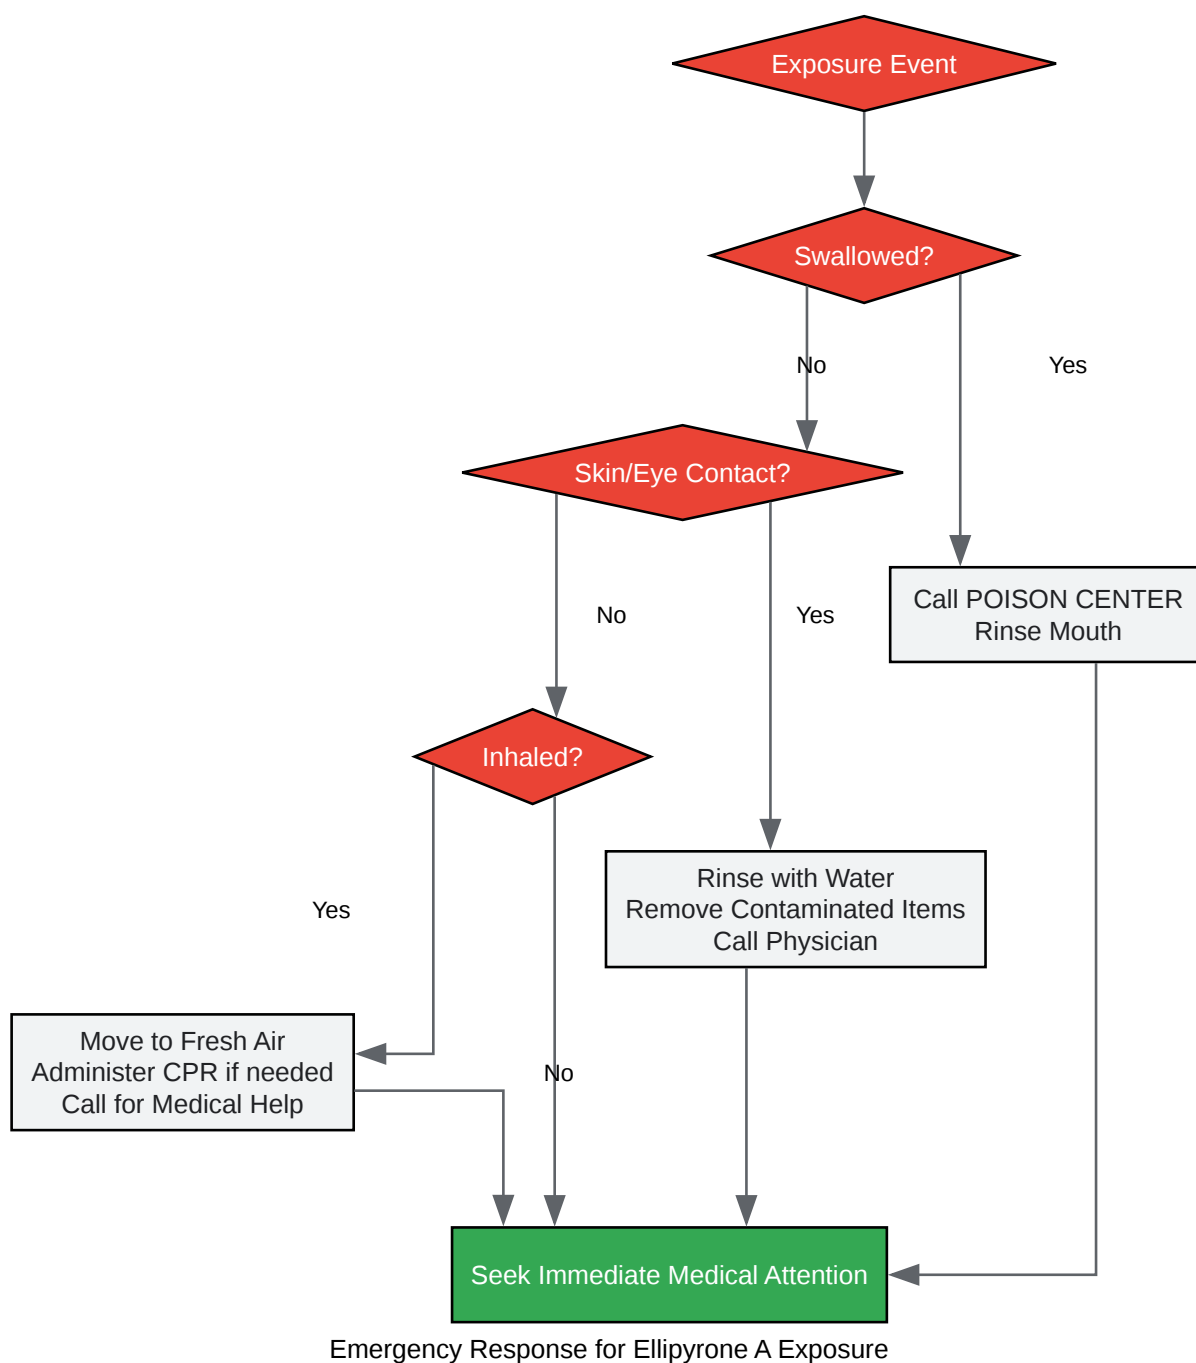 Exposure Event
Swallowed?
No
Yes
Skin/Eye Contact?
No
Yes
Call POISON CENTER
Rinse Mouth
Inhaled?
Yes
No
Rinse with Water
Remove Contaminated Items
Call Physician
Move to Fresh Air
Administer CPR if needed
Call for Medical Help
Seek Immediate Medical Attention
Emergency Response for Ellipyrone A Exposure